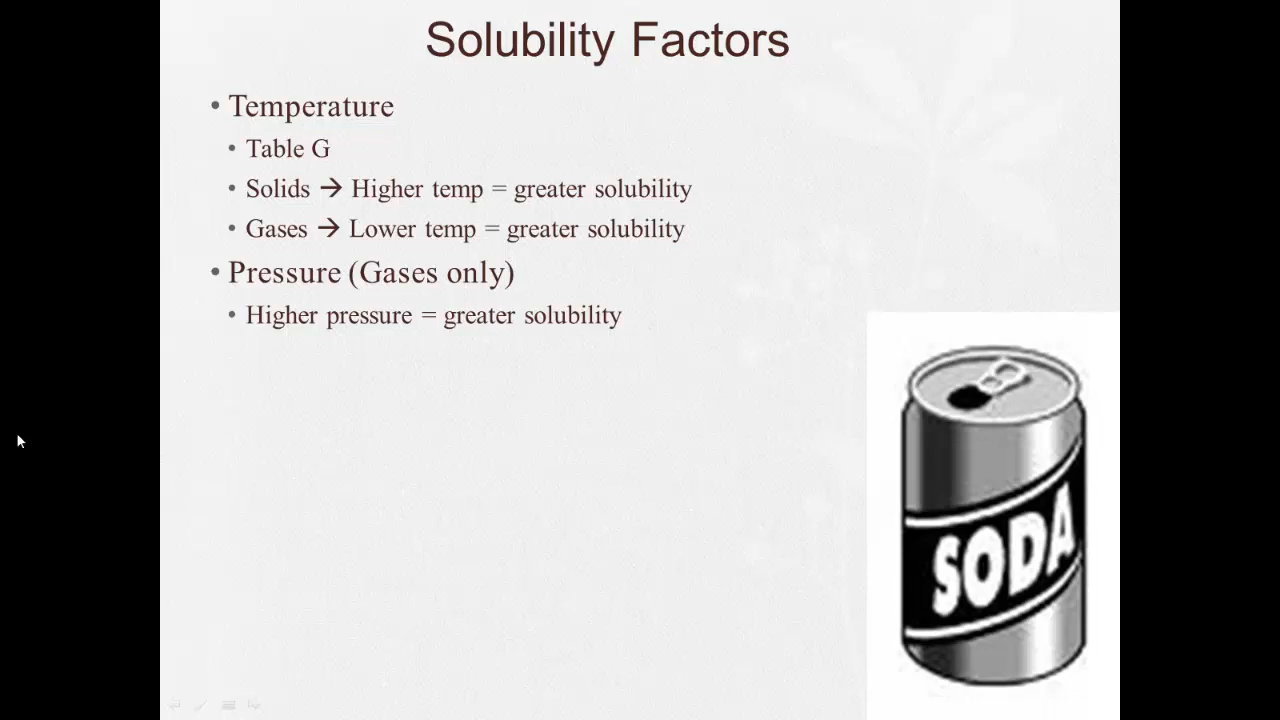 Solubility Factors
• Temperature
• Table G
• Solids → Higher temp = greater solubility
• Gases → Lower temp = greater solubility
• Pressure (Gases only)
• Higher pressure = greater solubility
SODA